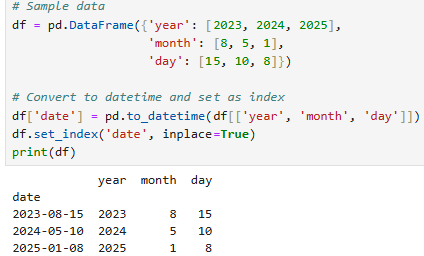 # Sample data
df = pd.DataFrame({'year': [2023, 2024, 2025],
                   'month': [8, 5, 1],
                   'day': [15, 10, 8]})

# Convert to datetime and set as index
df['date'] = pd.to_datetime(df[['year', 'month', 'day']])
df.set_index('date', inplace=True)
print(df)
            year  month  day
date
2023-08-15  2023      8   15
2024-05-10  2024      5   10
2025-01-08  2025      1    8